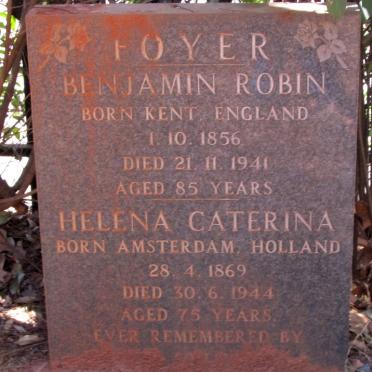 FOYER
BENJAMIN ROBIN
BORN KENT, ENGLAND
1. 10. 1856
DIED 21. 11. 1941
AGED 85 YEARS
HELENA CATERINA
BORN AMSTERDAM, HOLLAND
28. 4. 1869
DIED 30. 6. 1944
AGED 75 YEARS.
EVER REMEMBERED BY